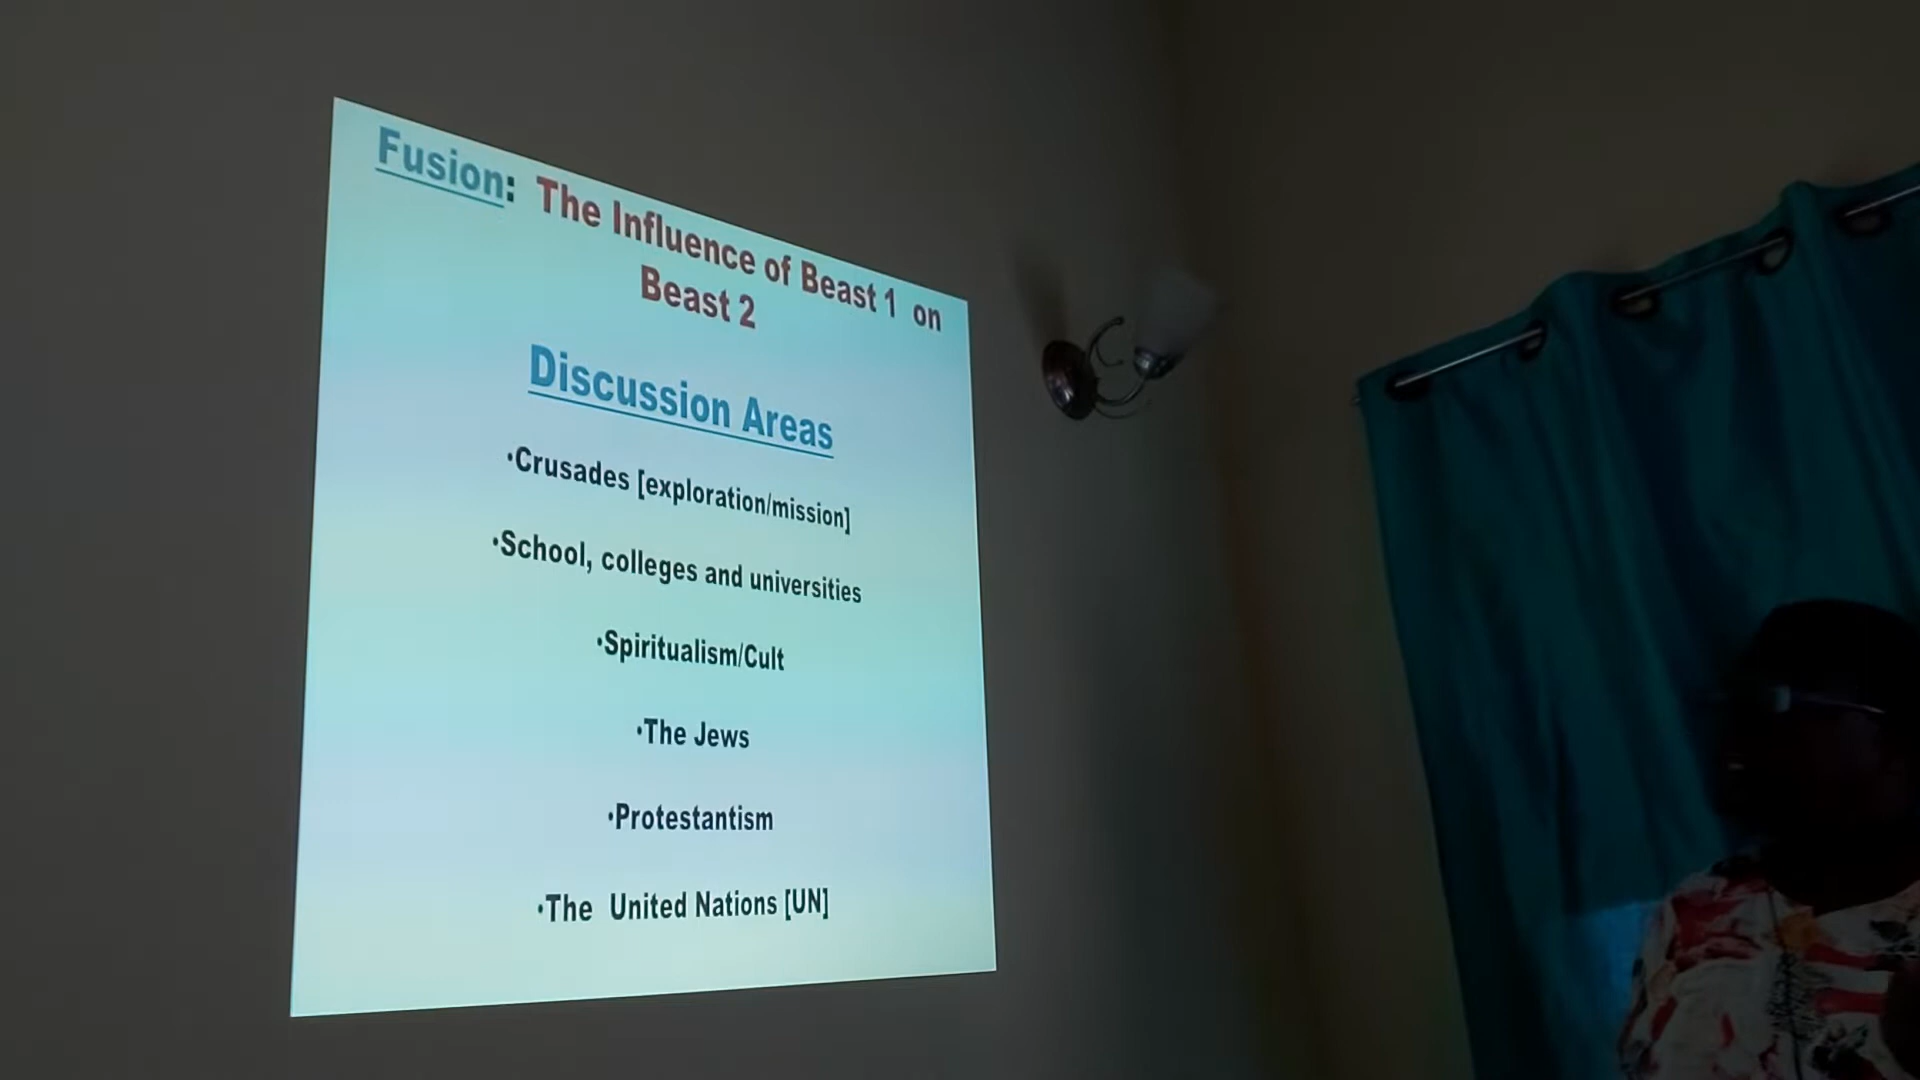 Fusion: The Influence of Beast 1 on
Beast 2
Discussion Areas
•Crusades [exploration/mission]
•School, colleges and universities
•Spiritualism/Cult
•The Jews
•Protestantism
•The United Nations [UN]